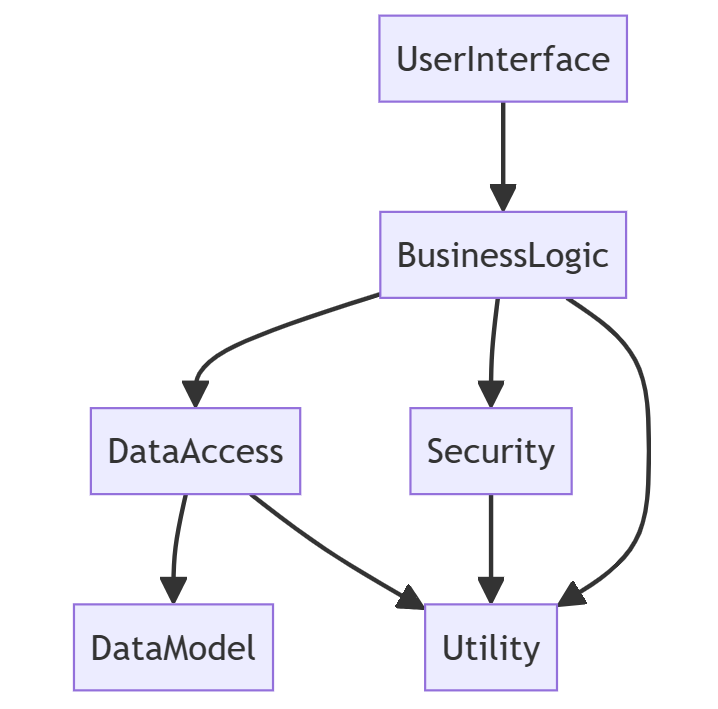 UserInterface
BusinessLogic
DataAccess
Security
DataModel
Utility